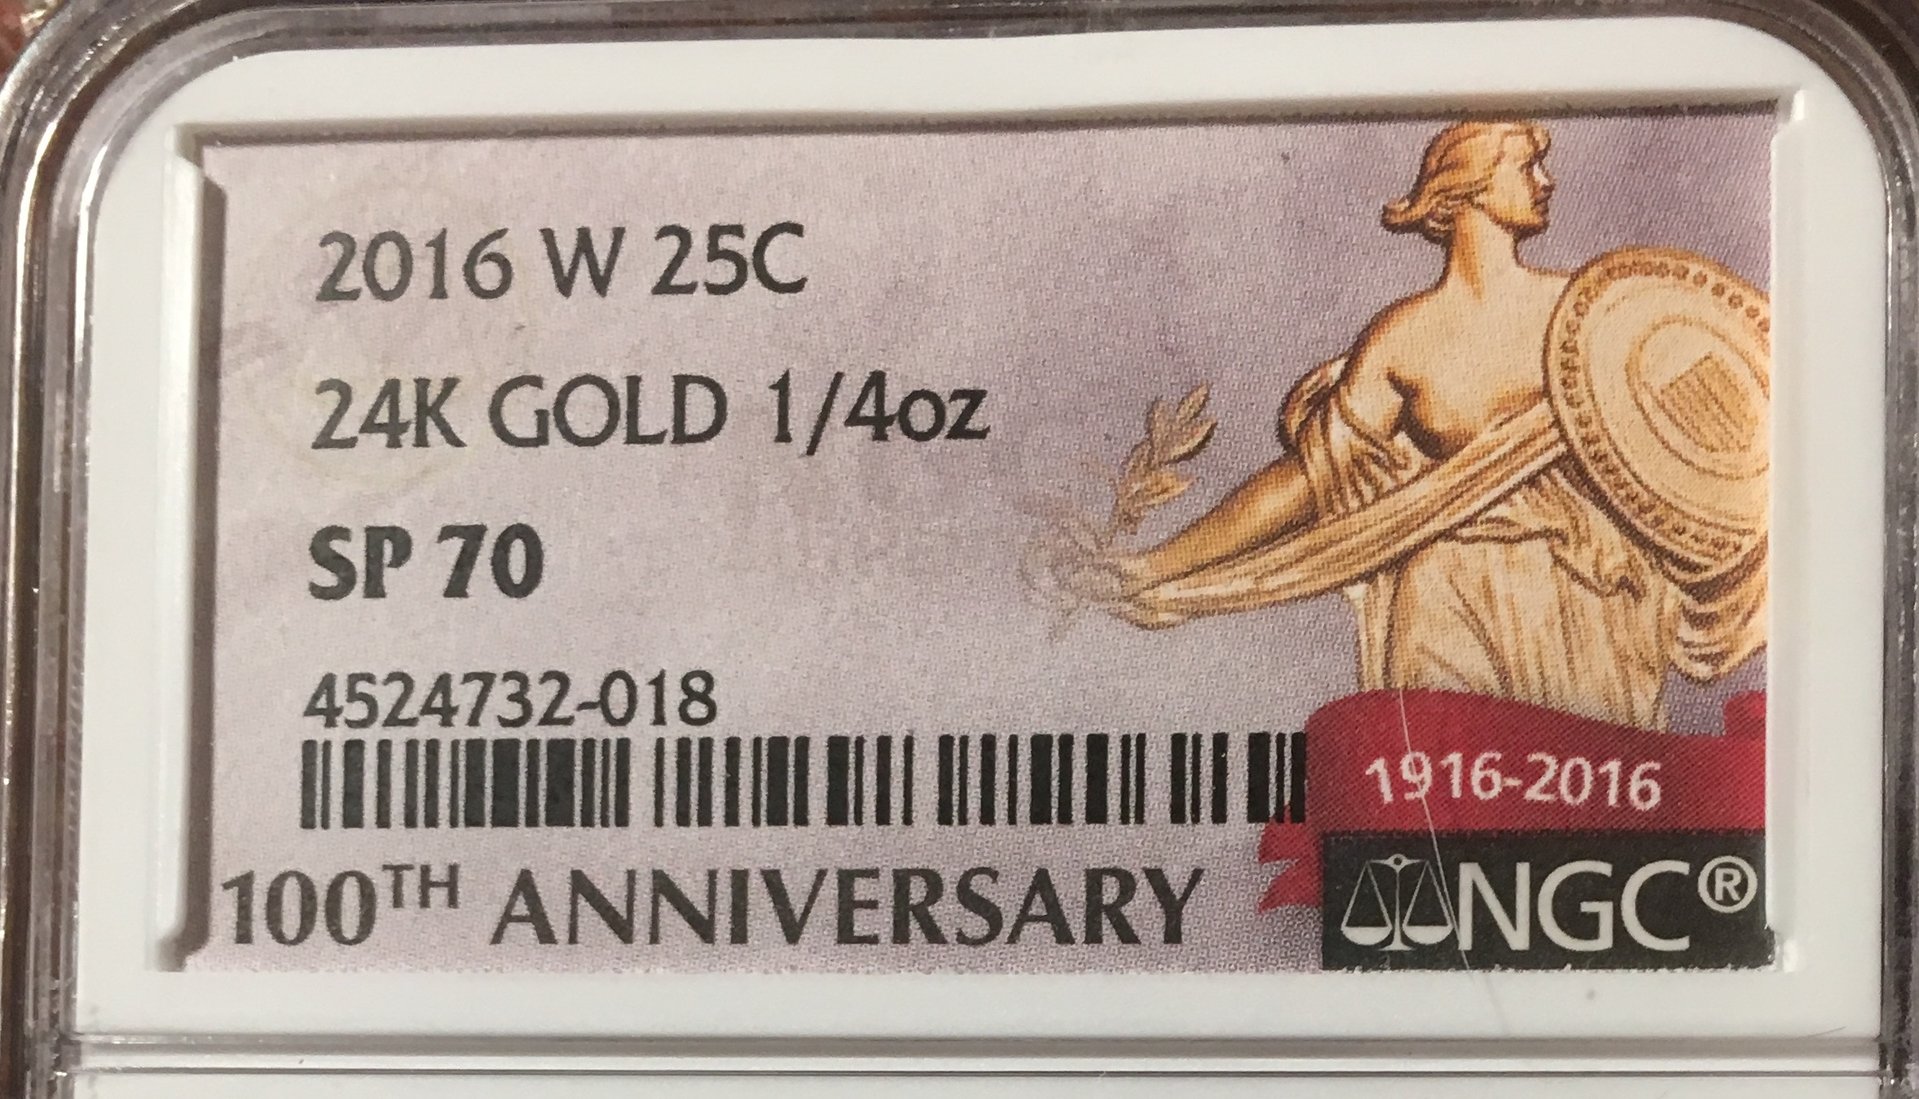 2016 W 25C
24K GOLD 1/4oz
SP 70
4524732-018
1916-2016
100TH ANNIVERSARY
NGC®